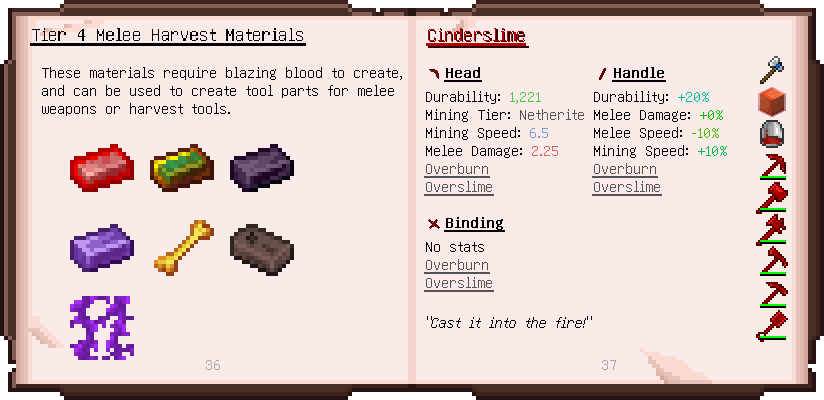 Tier 4 Melee Harvest Materials
These materials require blazing blood to create,
and can be used to create tool parts for melee
weapons or harvest tools.
36
Cinderslime
Head
Durability: 1,221
Mining Tier: Netherite
Mining Speed: 6.5
Melee Damage: 2.25
Overburn
Overslime
Handle
Durability: +20%
Melee Damage: +0%
Melee Speed: -10%
Mining Speed: +10%
Overburn
Overslime
Binding
No stats
Overburn
Overslime
"Cast it into the fire!"
37